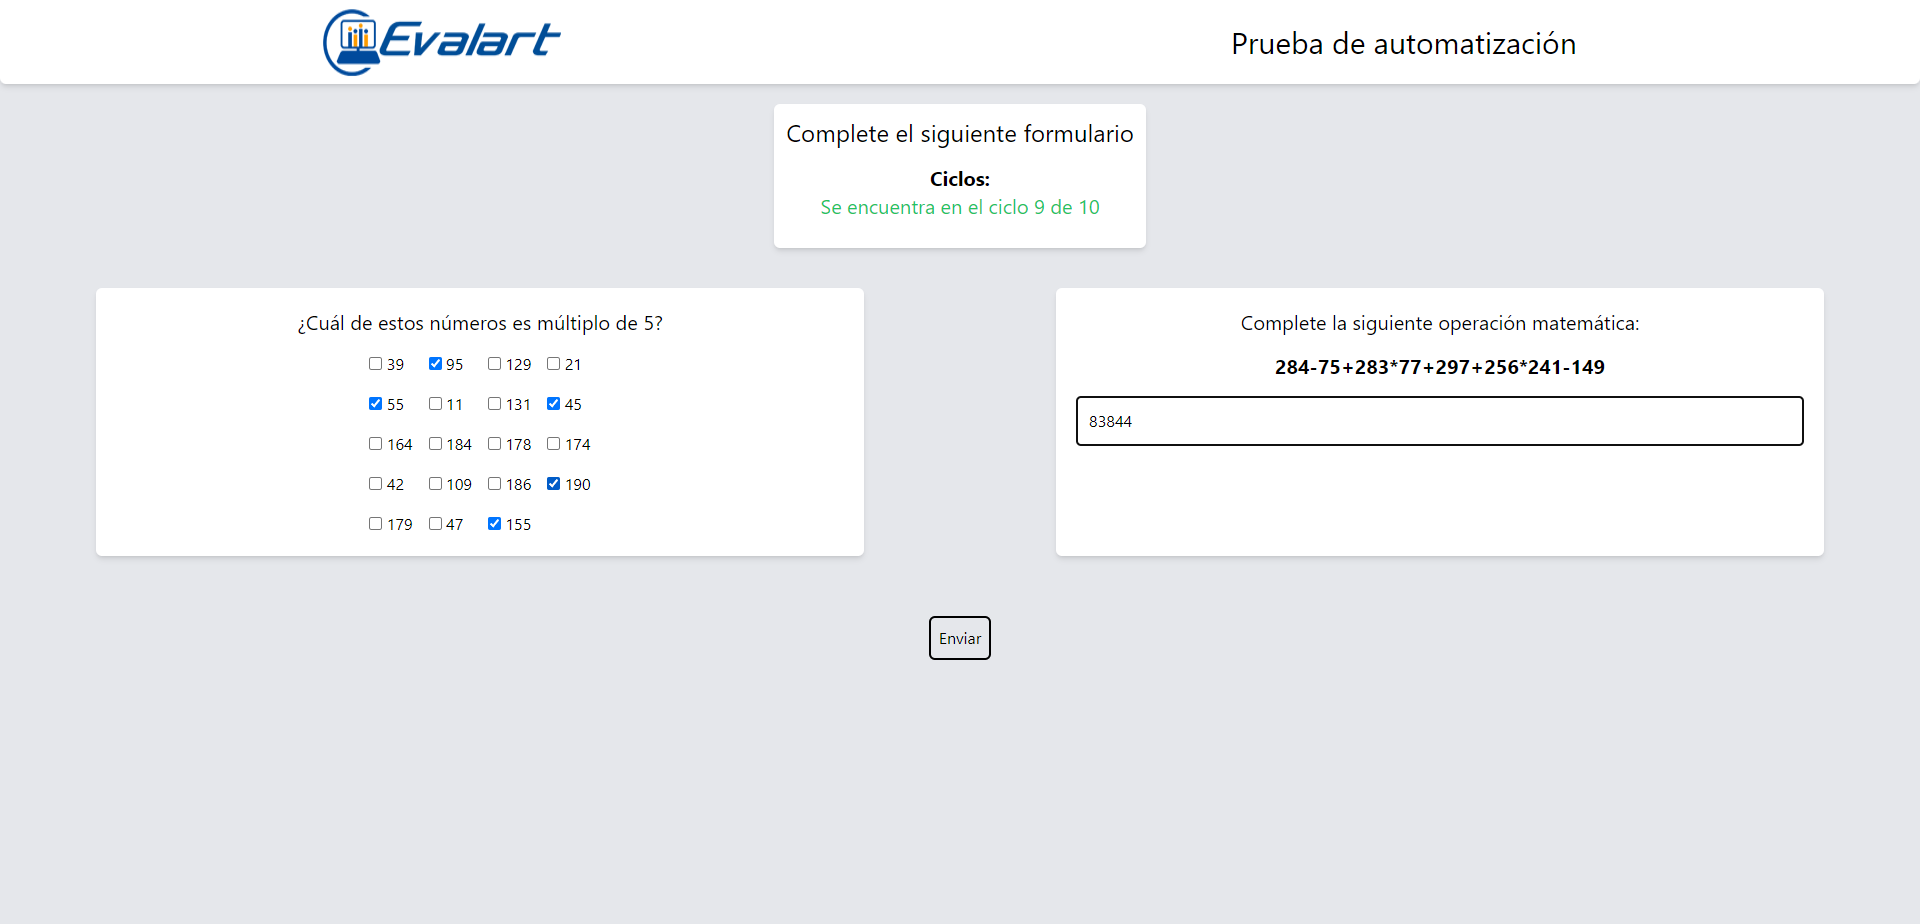 Evalart
Prueba de automatización
Complete el siguiente formulario
Ciclos:
Se encuentra en el ciclo 9 de 10
¿Cuál de estos números es múltiplo de 5?
39 95 129 21
55 11 131 45
164 184 178 174
42 109 186 190
179 47 155
Complete la siguiente operación matemática:
284-75+283*77+297+256*241-149
83844
Enviar